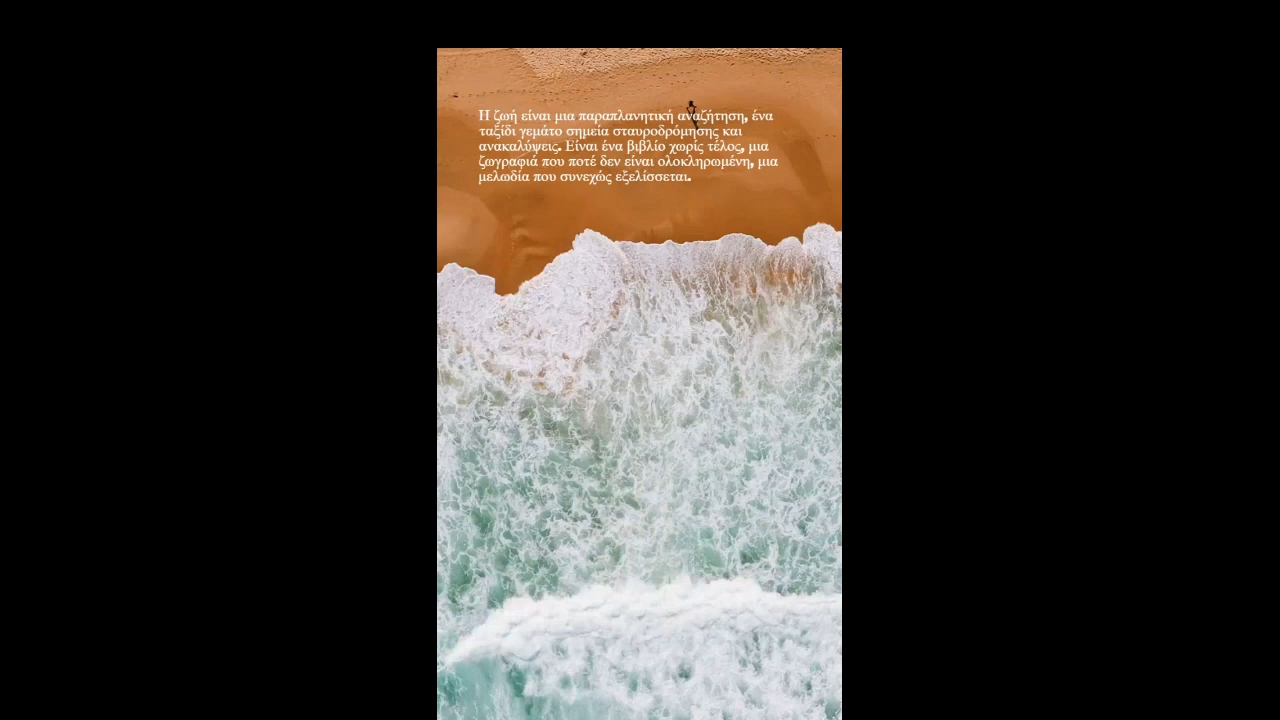 Η ζωή είναι μια παραπλανητική αναζήτηση, ένα
ταξίδι γεμάτο σημεία σταυροδρόμησης και
ανακαλύψεις. Είναι ένα βιβλίο χωρίς τέλος, μια
ζωγραφιά που ποτέ δεν είναι ολοκληρωμένη, μια
μελωδία που συνεχώς εξελίσσεται.